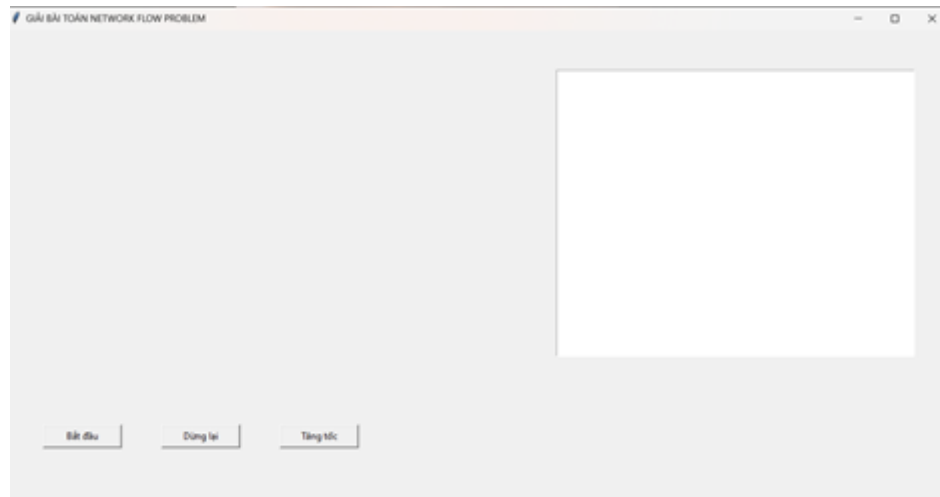 GIẢI BÀI TOÁN NETWORK FLOW PROBLEM
Bắt đầu
Dừng lại
Tăng tốc